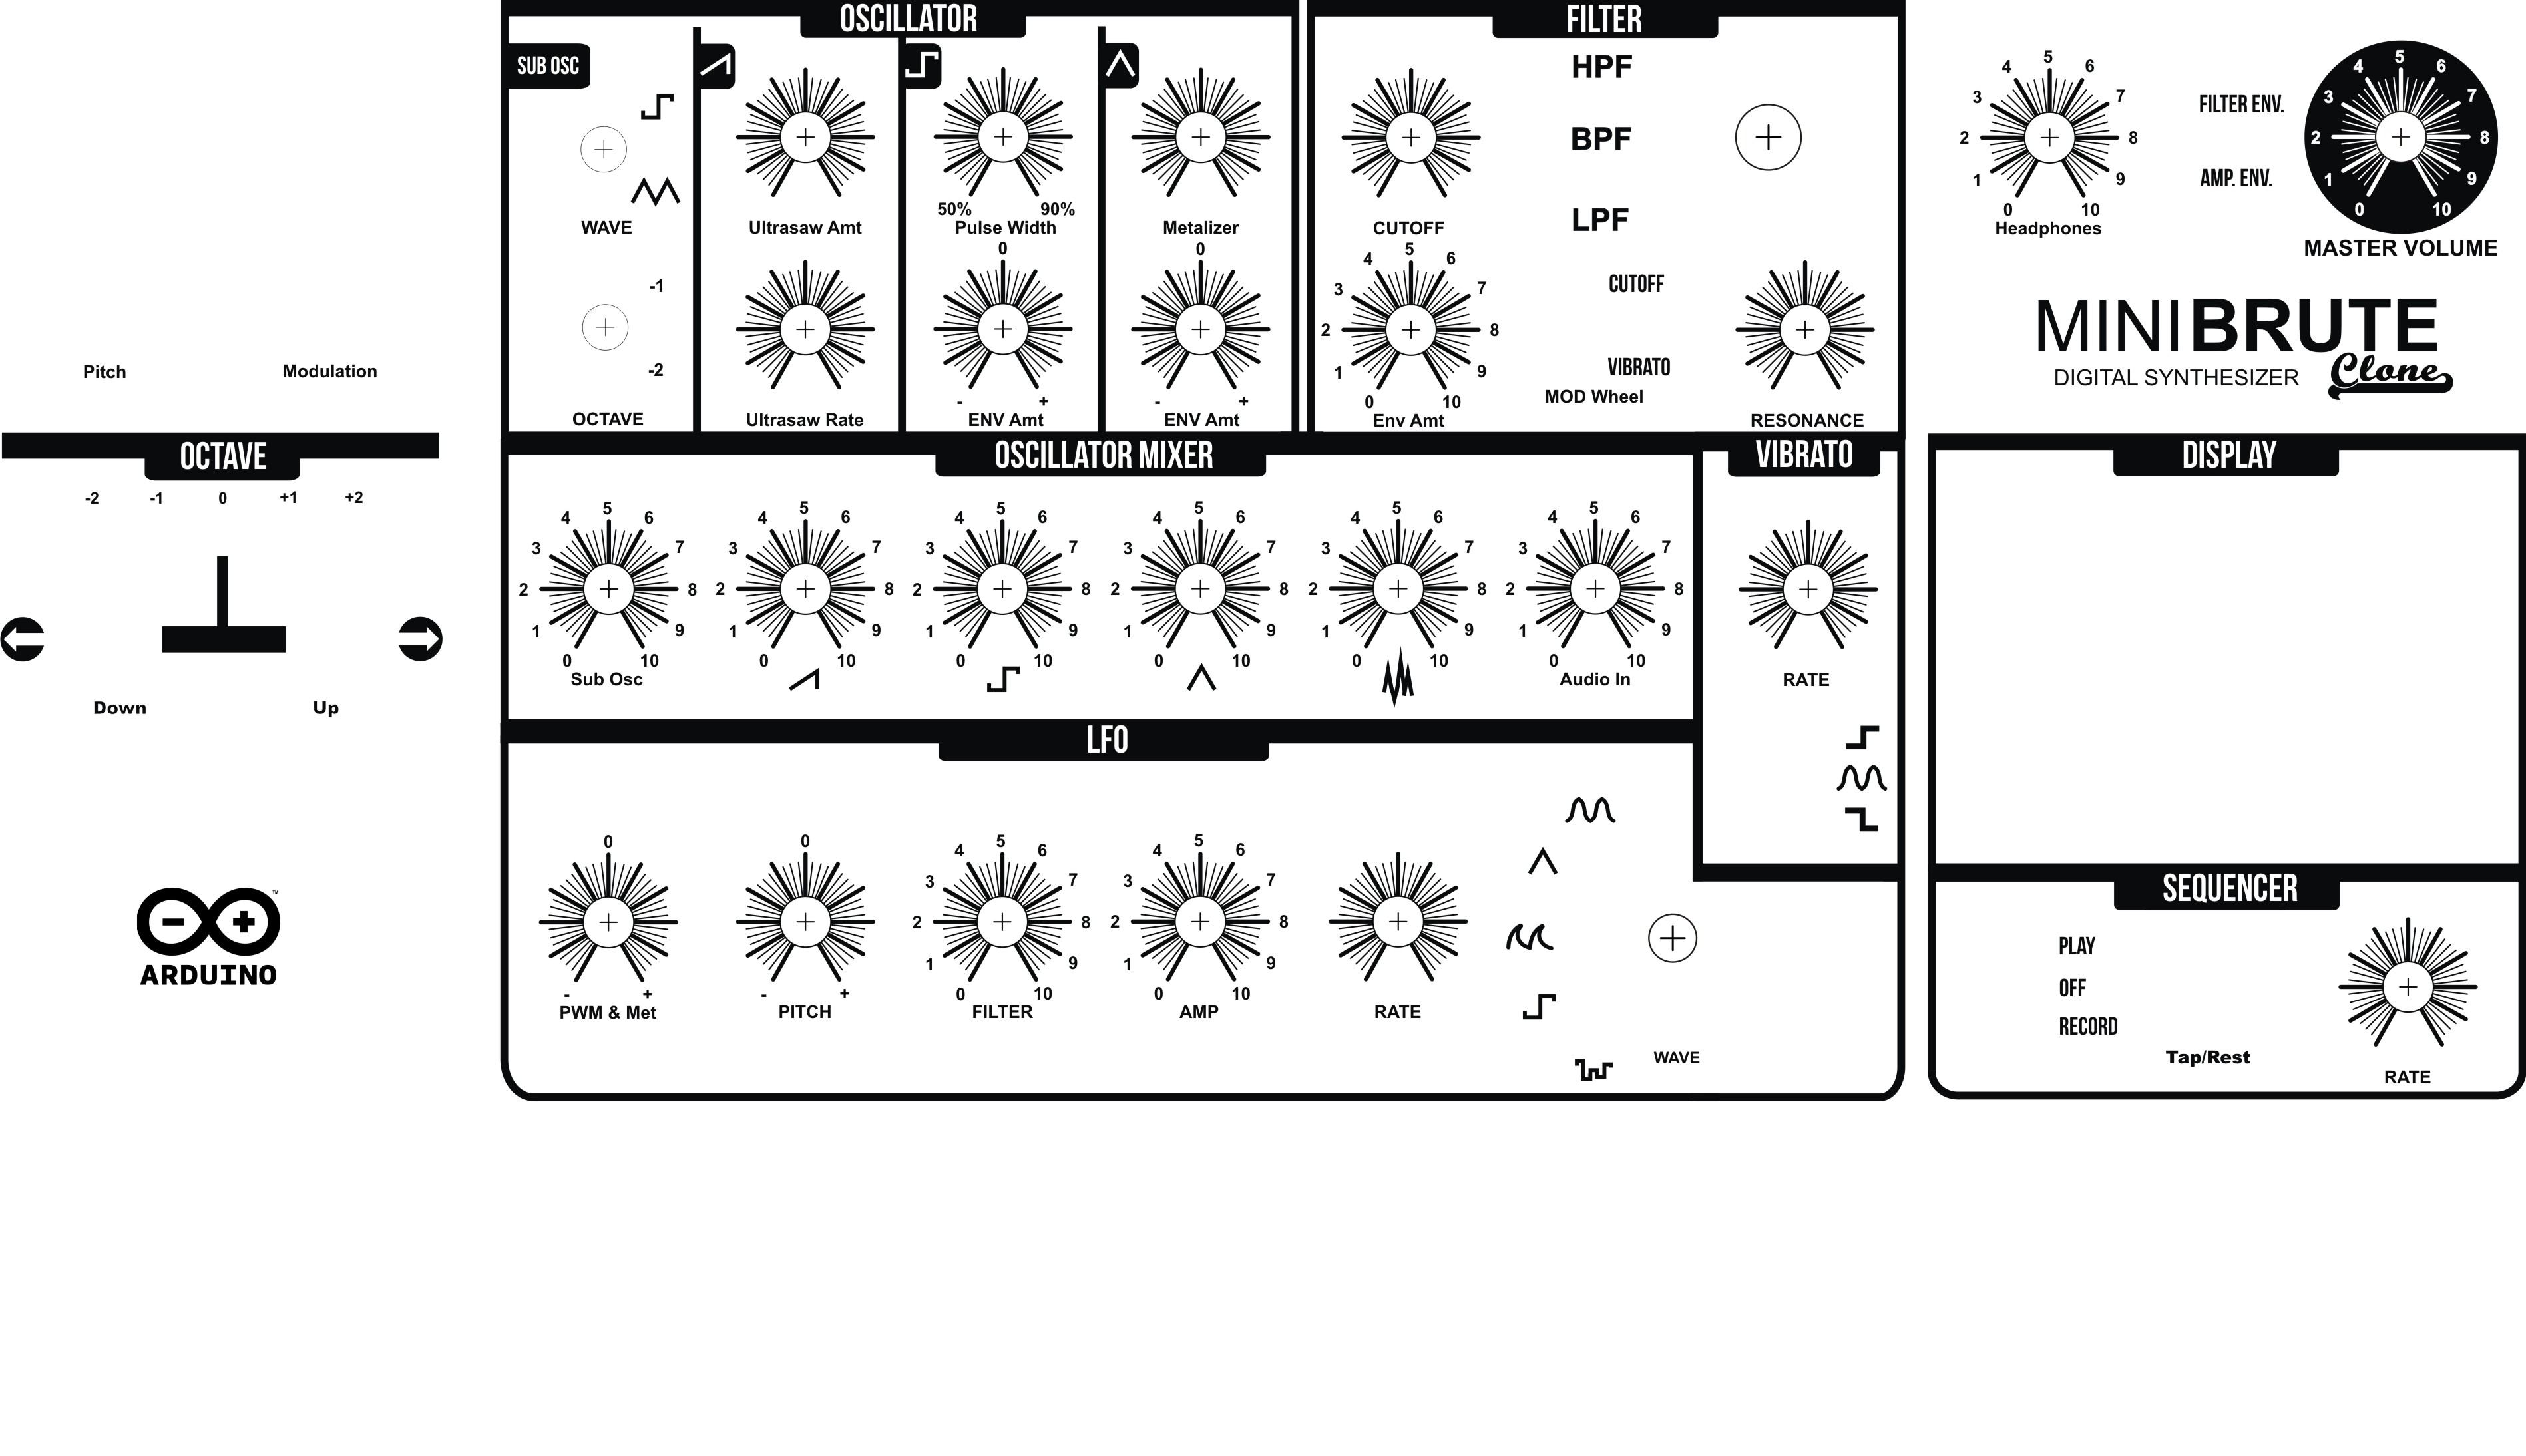 OSCILLATOR
SUB OSC
WAVE
-1
-2
OCTAVE
Ultrasaw Amt
Ultrasaw Rate
50% 90%
Pulse Width
0
- +
ENV Amt
Metalizer
0
- +
ENV Amt
FILTER
CUTOFF
0 1 2 3 4 5 6 7 8 9 10
Env Amt
HPF
BPF
LPF
CUTOFF
VIBRATO
MOD Wheel
RESONANCE
0 1 2 3 4 5 6 7 8 9 10
Headphones
FILTER ENV.
AMP. ENV.
0 1 2 3 4 5 6 7 8 9 10
MASTER VOLUME
MINIBRUTE
DIGITAL SYNTHESIZER Clone
Pitch Modulation
OCTAVE
-2 -1 0 +1 +2
Down Up
ARDUINO
TM
OSCILLATOR MIXER
0 1 2 3 4 5 6 7 8 9 10
Sub Osc
0 1 2 3 4 5 6 7 8 9 10
0 1 2 3 4 5 6 7 8 9 10
0 1 2 3 4 5 6 7 8 9 10
0 1 2 3 4 5 6 7 8 9 10
0 1 2 3 4 5 6 7 8 9 10
Audio In
VIBRATO
RATE
LFO
0
- +
PWM & Met
0
- +
PITCH
0 1 2 3 4 5 6 7 8 9 10
FILTER
0 1 2 3 4 5 6 7 8 9 10
AMP
RATE
WAVE
DISPLAY
SEQUENCER
PLAY
OFF
RECORD
Tap/Rest
RATE